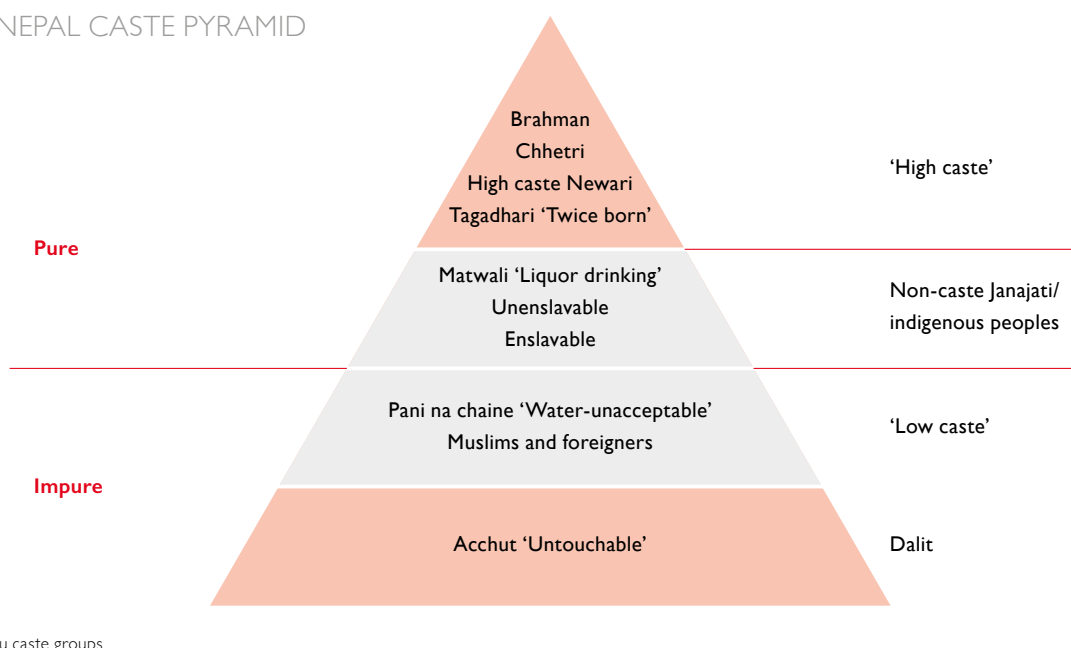 NEPAL CASTE PYRAMID
Brahman
Chhetri
High caste Newari
Tagadhari ‘Twice born’
‘High caste’
Pure
Matwali ‘Liquor drinking’
Unenslavable
Enslavable
Non-caste Janajati/
indigenous peoples
Pani na chaine ‘Water-unacceptable’
Muslims and foreigners
‘Low caste’
Impure
Acchut ‘Untouchable’
Dalit
caste groups